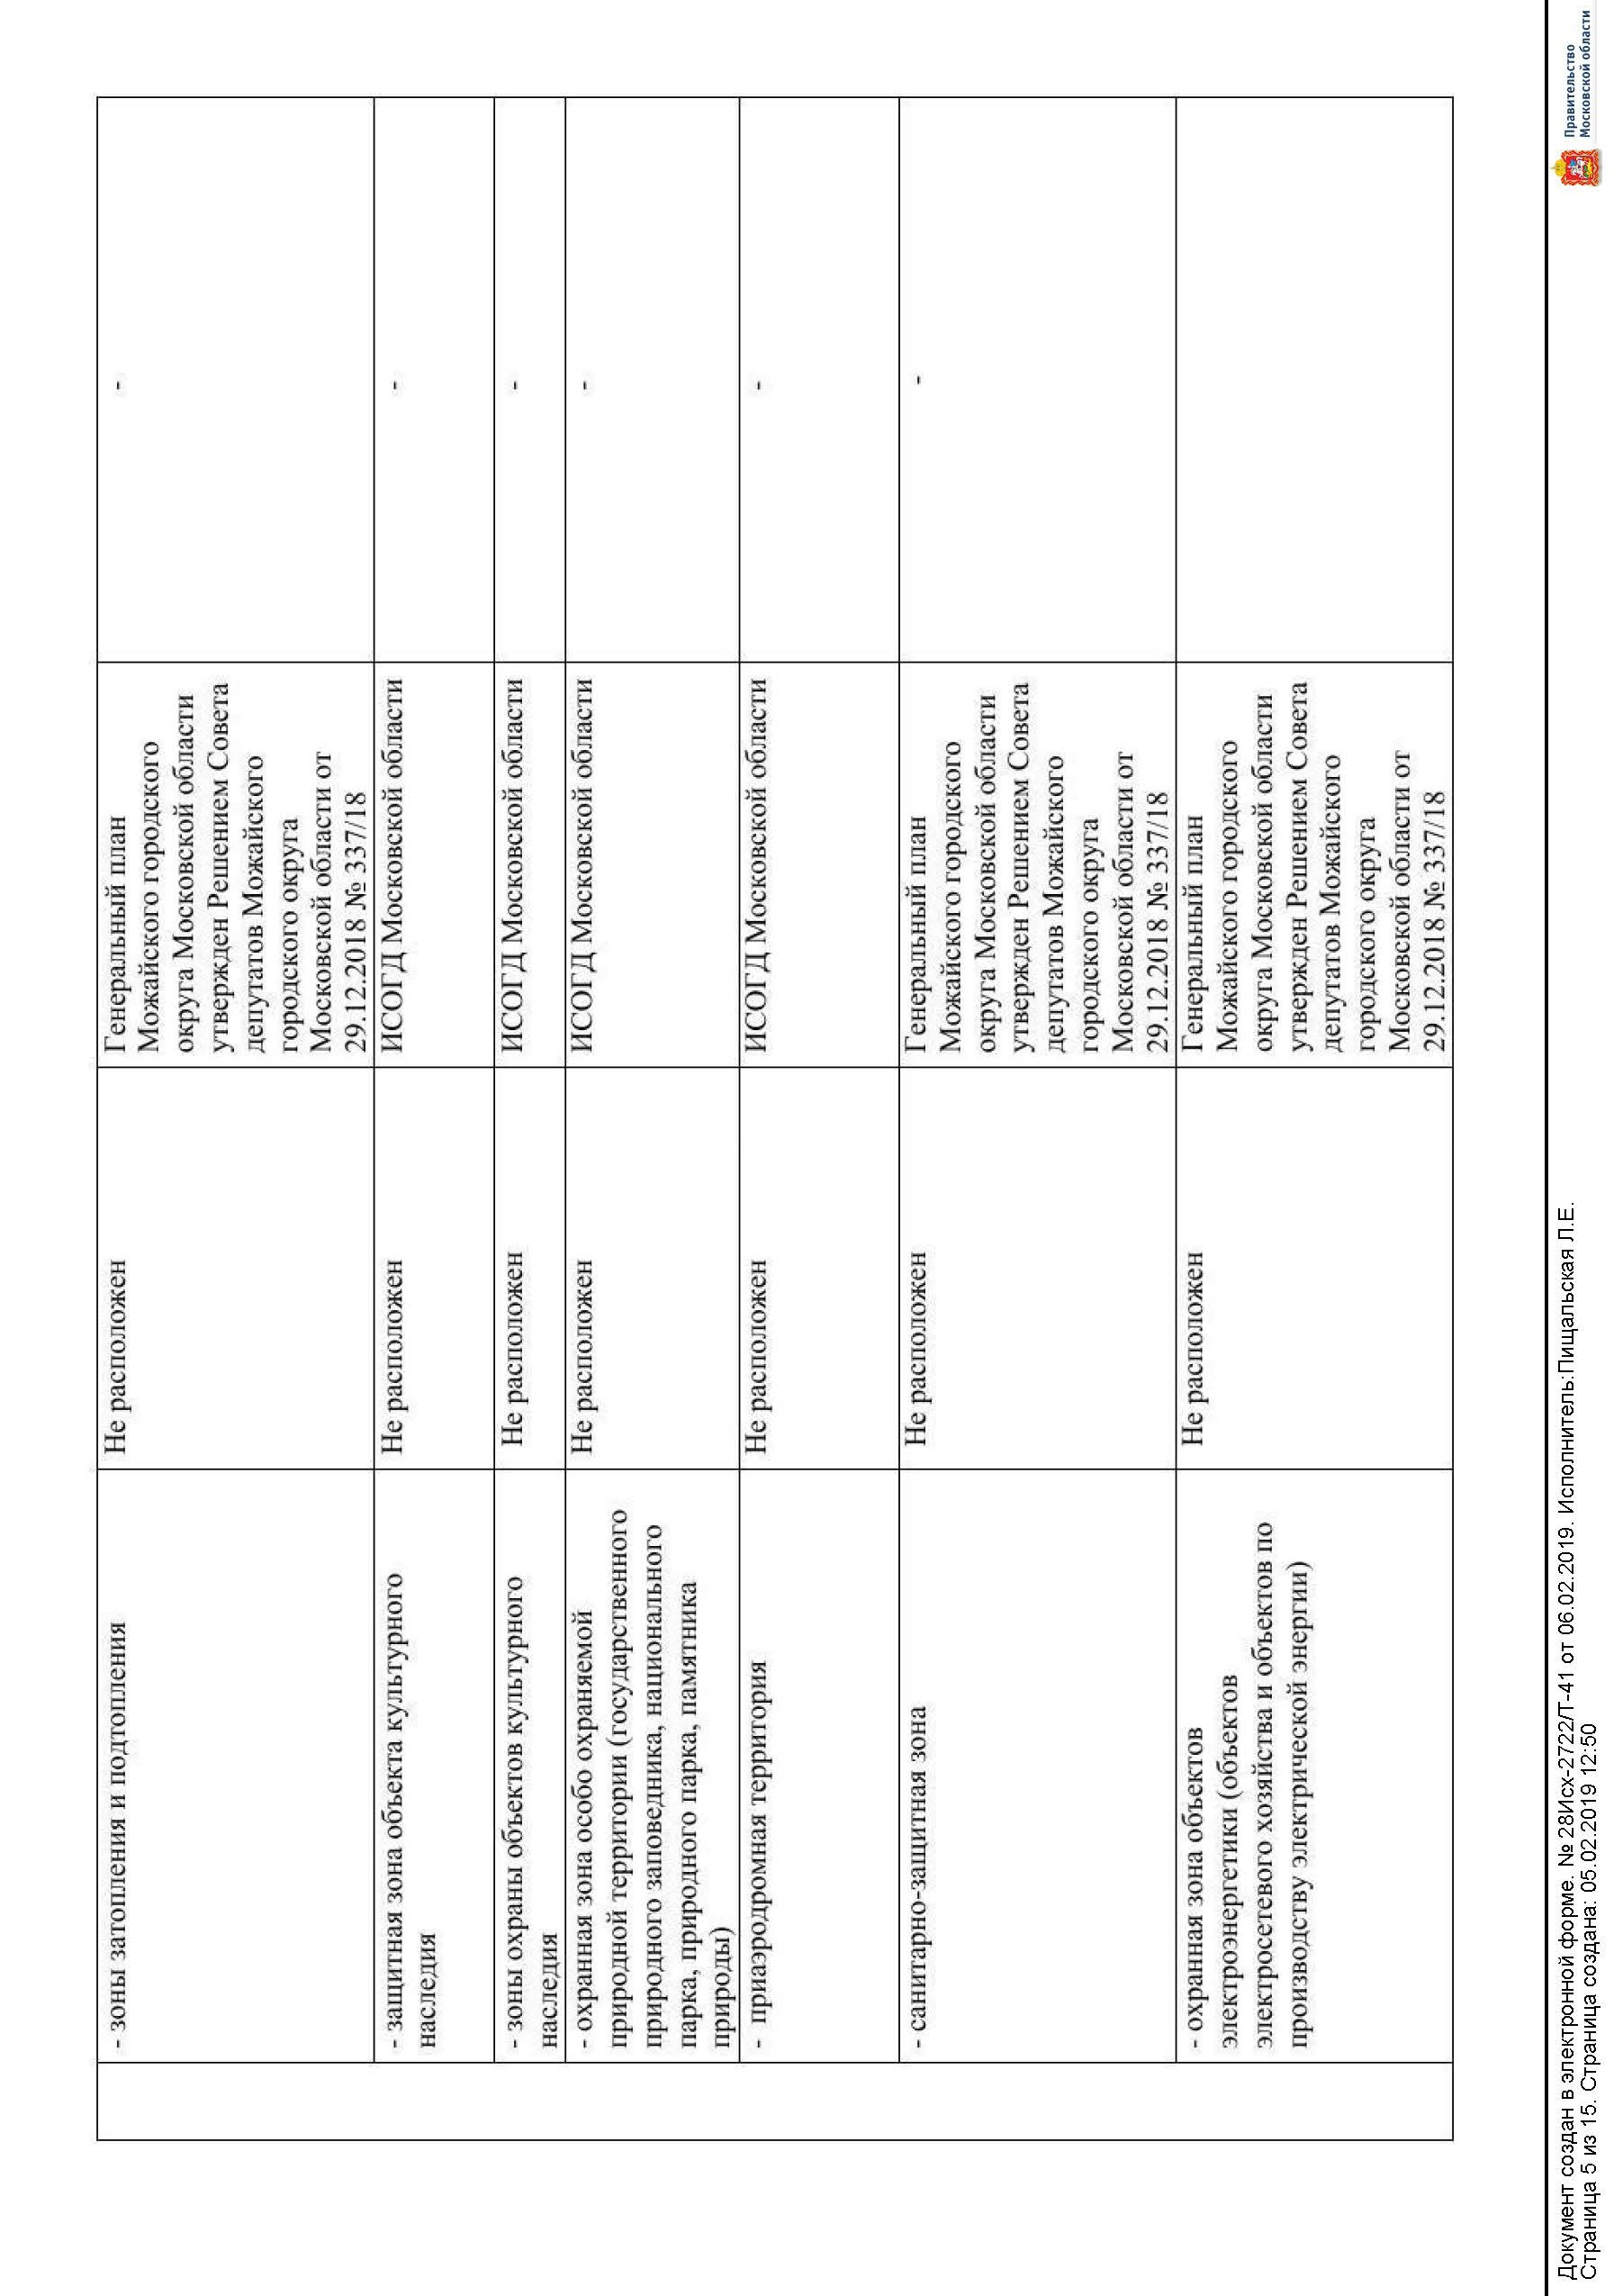 - зоны затопления и подтопления
Не расположен
Генеральный план
Можайского городского
округа Московской области
утвержден Решением Совета
депутатов Можайского
городского округа
Московской области от
29.12.2018 № 337/18
-
- защитная зона объекта культурного
наследия
Не расположен
ИСОГД Московской области
-
- зоны охраны объектов культурного
наследия
Не расположен
ИСОГД Московской области
-
- охранная зона особо охраняемой
природной территории (государственного
природного заповедника, национального
парка, природного парка, памятника
природы)
Не расположен
ИСОГД Московской области
-
- приаэродромная территория
Не расположен
ИСОГД Московской области
-
- санитарно-защитная зона
Не расположен
Генеральный план
Можайского городского
округа Московской области
утвержден Решением Совета
депутатов Можайского
городского округа
Московской области от
29.12.2018 № 337/18
-
- охранная зона объектов
электроэнергетики (объектов
электросетевого хозяйства и объектов по
производству электрической энергии)
Не расположен
Генеральный план
Можайского городского
округа Московской области
утвержден Решением Совета
депутатов Можайского
городского округа
Московской области от
29.12.2018 № 337/18
Документ создан в электронной форме. № 28Исх-2722/Т-41 от 06.02.2019. Исполнитель:Пищальская Л.Е.
Страница 5 из 15. Страница создана: 05.02.2019 12:50
Правительство
Московской области